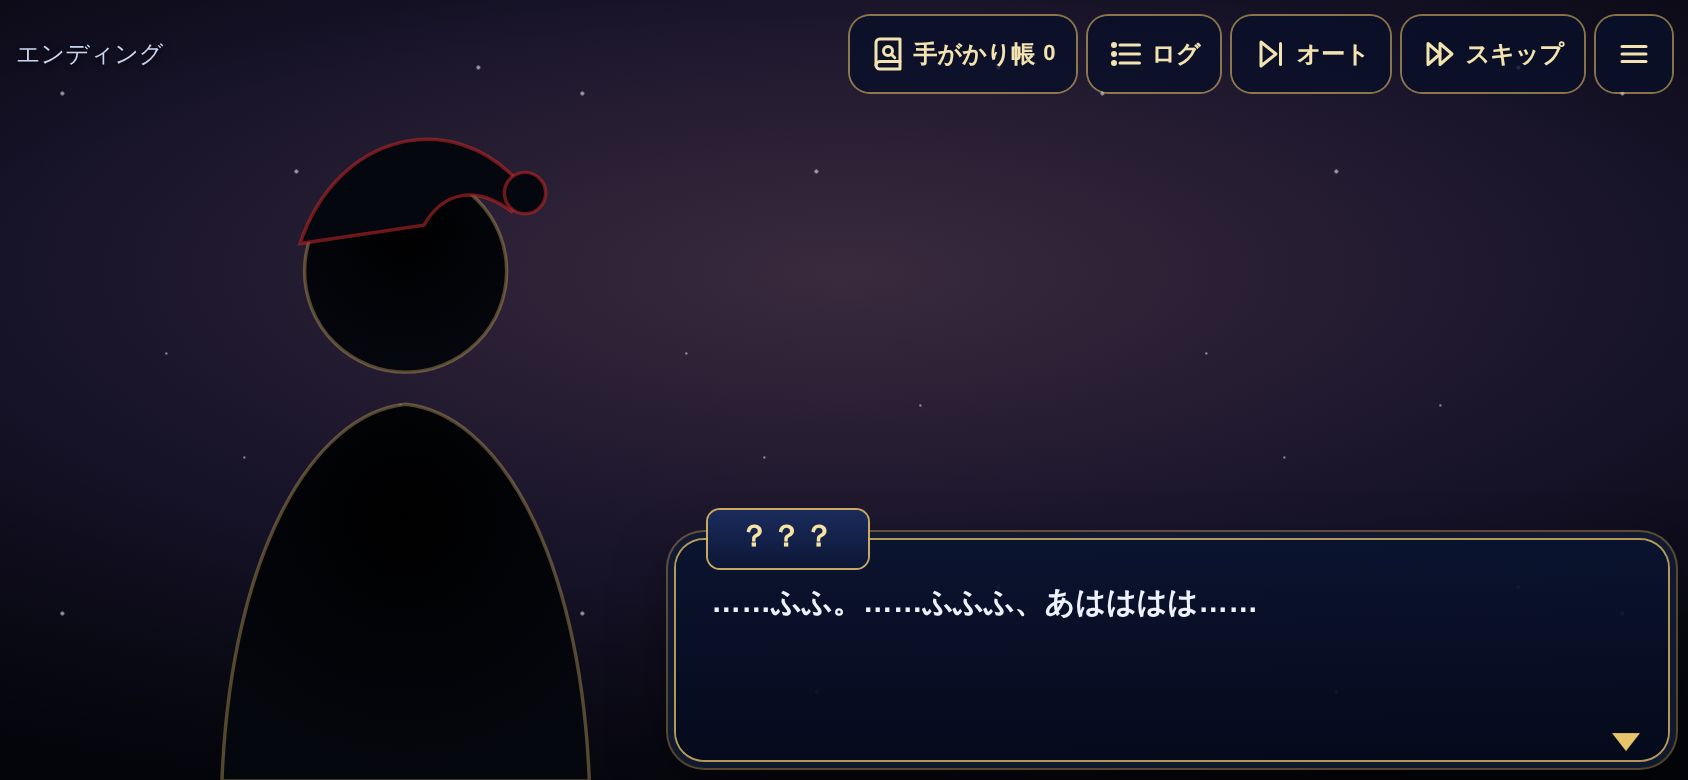 エンディング
手がかり帳 0
ログ
オート
スキップ
？？？
……ふふ。……ふふふ、あはははは……